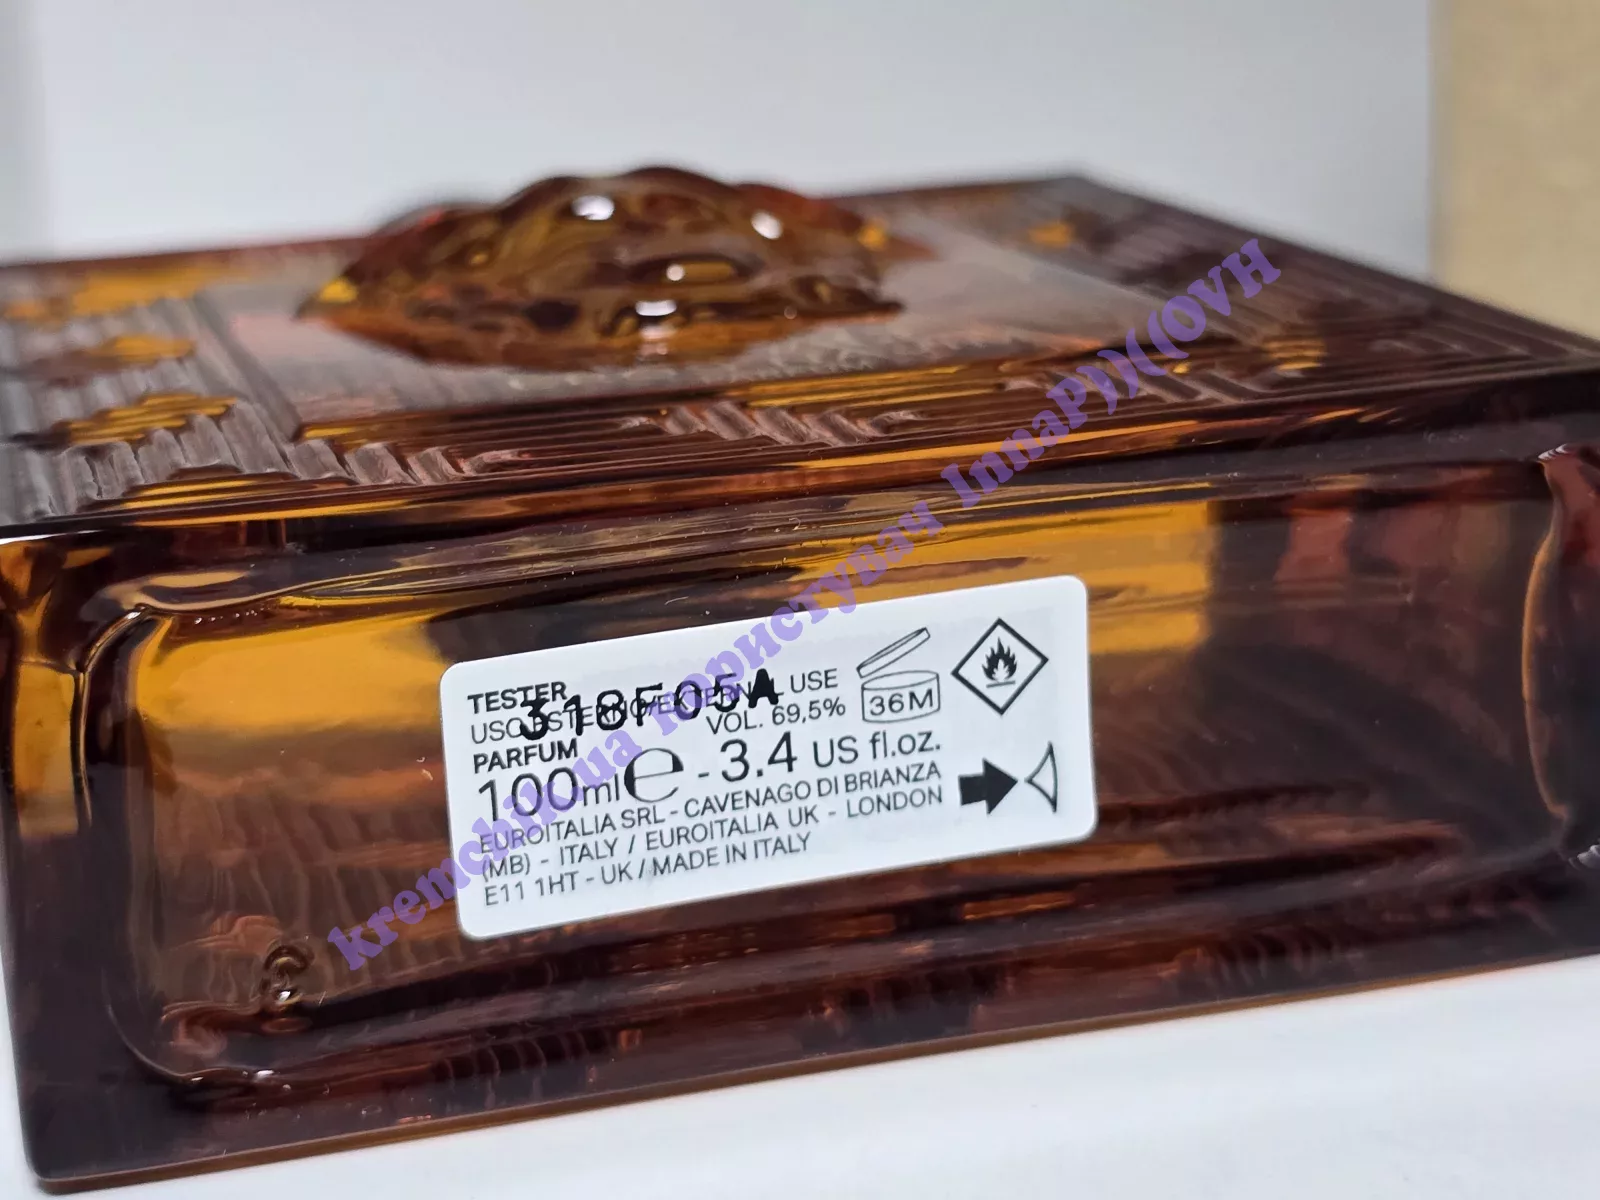 TESTER
318F05A
USO ESTERNO/EXTERNAL USE
PARFUM VOL. 69,5%
100ml e - 3.4 US fl.oz.
EUROITALIA SRL - CAVENAGO DI BRIANZA
(MB) - ITALY / EUROITALIA UK - LONDON
E11 1HT - UK / MADE IN ITALY
36M
kremchik.ua користувач InnaP))((OVH